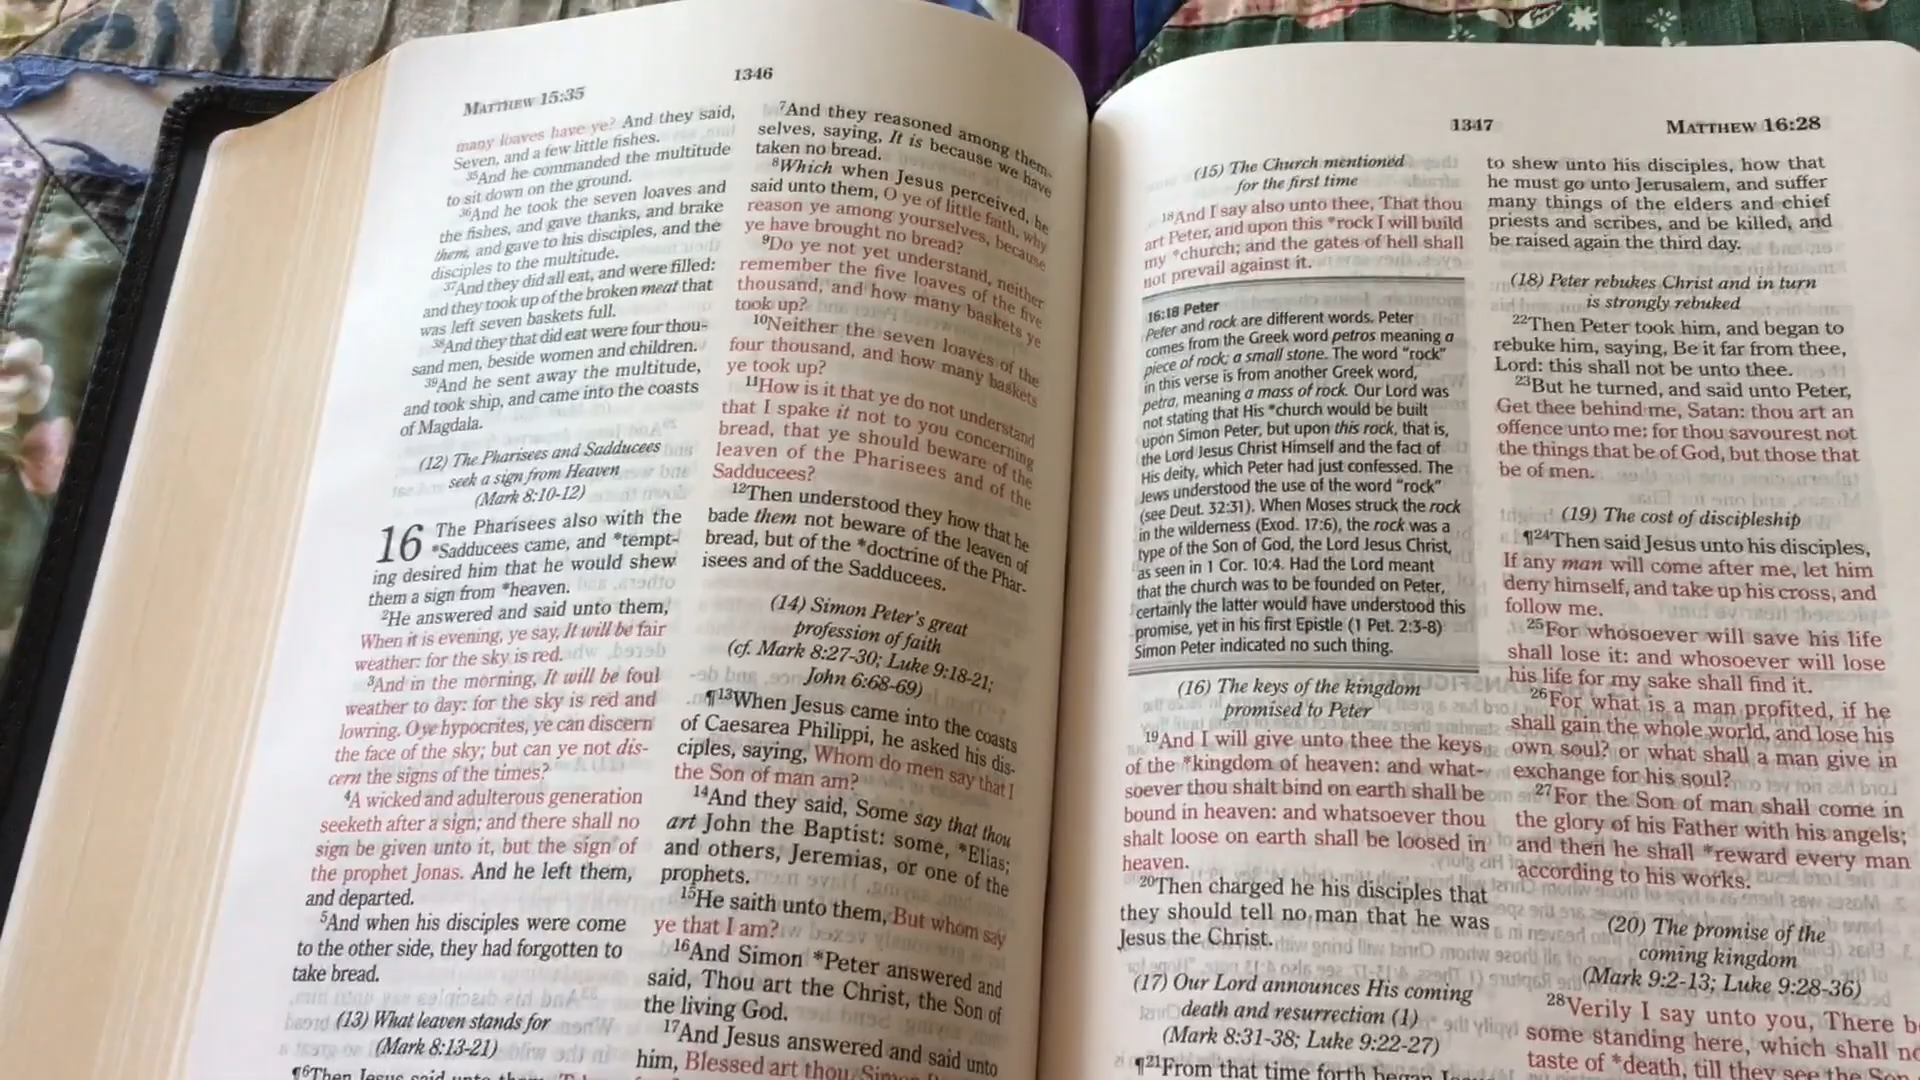 MATTHEW 15:35
1346
many loaves have ye? And they said,
Seven, and a few little fishes.
35And he commanded the multitude
to sit down on the ground.
36And he took the seven loaves and
the fishes, and gave thanks, and brake
them, and gave to his disciples, and the
disciples to the multitude.
37And they did all eat, and were filled:
and they took up of the broken meat that
was left seven baskets full.
38And they that did eat were four thou-
sand men, beside women and children.
39And he sent away the multitude,
and took ship, and came into the coasts
of Magdala.
(12) The Pharisees and Sadducees
seek a sign from Heaven
(Mark 8:10-12)
16 The Pharisees also with the
*Sadducees came, and *tempt-
ing desired him that he would shew
them a sign from *heaven.
2He answered and said unto them,
When it is evening, ye say, It will be fair
weather: for the sky is red.
3And in the morning, It will be foul
weather to day: for the sky is red and
lowring. O ye hypocrites, ye can discern
the face of the sky; but can ye not dis-
cern the signs of the times?
4A wicked and adulterous generation
seeketh after a sign; and there shall no
sign be given unto it, but the sign of
the prophet Jonas. And he left them,
and departed.
5And when his disciples were come
to the other side, they had forgotten to
take bread.
(13) What leaven stands for
(Mark 8:13-21)
¶6Then Jesus said unto them,
7And they reasoned among them-
selves, saying, It is because we have
taken no bread.
8Which when Jesus perceived, he
said unto them, O ye of little faith, why
reason ye among yourselves, because
ye have brought no bread?
9Do ye not yet understand, neither
remember the five loaves of the five
thousand, and how many baskets ye
took up?
10Neither the seven loaves of the
four thousand, and how many baskets
ye took up?
11How is it that ye do not understand
that I spake it not to you concerning
bread, that ye should beware of the
leaven of the Pharisees and of the
Sadducees?
12Then understood they how that he
bade them not beware of the leaven of
bread, but of the *doctrine of the Phar-
isees and of the Sadducees.
(14) Simon Peter's great
profession of faith
(cf. Mark 8:27-30; Luke 9:18-21;
John 6:68-69)
¶13When Jesus came into the coasts
of Caesarea Philippi, he asked his dis-
ciples, saying, Whom do men say that I
the Son of man am?
14And they said, Some say that thou
art John the Baptist: some, *Elias;
and others, Jeremias, or one of the
prophets.
15He saith unto them, But whom say
ye that I am?
16And Simon *Peter answered and
said, Thou art the Christ, the Son of
the living God.
17And Jesus answered and said unto
him, Blessed art thou, Simon
1347
MATTHEW 16:28
(15) The Church mentioned
for the first time
18And I say also unto thee, That thou
art Peter, and upon this *rock I will build
my *church; and the gates of hell shall
not prevail against it.
16:18 Peter
Peter and rock are different words. Peter
comes from the Greek word petros meaning a
piece of rock; a small stone. The word "rock"
in this verse is from another Greek word,
petra, meaning a mass of rock. Our Lord was
not stating that His *church would be built
upon Simon Peter, but upon this rock, that is,
the Lord Jesus Christ Himself and the fact of
His deity, which Peter had just confessed. The
Jews understood the use of the word "rock"
(see Deut. 32:31). When Moses struck the rock
in the wilderness (Exod. 17:6), the rock was a
type of the Son of God, the Lord Jesus Christ,
as seen in 1 Cor. 10:4. Had the Lord meant
that the church was to be founded on Peter,
certainly the latter would have understood this
promise, yet in his first Epistle (1 Pet. 2:3-8)
Simon Peter indicated no such thing.
(16) The keys of the kingdom
promised to Peter
19And I will give unto thee the keys
of the *kingdom of heaven: and what-
soever thou shalt bind on earth shall be
bound in heaven: and whatsoever thou
shalt loose on earth shall be loosed in
heaven.
20Then charged he his disciples that
they should tell no man that he was
Jesus the Christ.
(17) Our Lord announces His coming
death and resurrection (1)
(Mark 8:31-38; Luke 9:22-27)
¶21From that time forth began
to shew unto his disciples, how that
he must go unto Jerusalem, and suffer
many things of the elders and chief
priests and scribes, and be killed, and
be raised again the third day.
(18) Peter rebukes Christ and in turn
is strongly rebuked
22Then Peter took him, and began to
rebuke him, saying, Be it far from thee,
Lord: this shall not be unto thee.
23But he turned, and said unto Peter,
Get thee behind me, Satan: thou art an
offence unto me: for thou savourest not
the things that be of God, but those that
be of men.
(19) The cost of discipleship
¶24Then said Jesus unto his disciples,
If any man will come after me, let him
deny himself, and take up his cross, and
follow me.
25For whosoever will save his life
shall lose it: and whosoever will lose
his life for my sake shall find it.
26For what is a man profited, if he
shall gain the whole world, and lose his
own soul? or what shall a man give in
exchange for his soul?
27For the Son of man shall come in
the glory of his Father with his angels;
and then he shall *reward every man
according to his works.
(20) The promise of the
coming kingdom
(Mark 9:2-13; Luke 9:28-36)
28Verily I say unto you, There
some standing here, which shall
taste of *death, till they see the Son